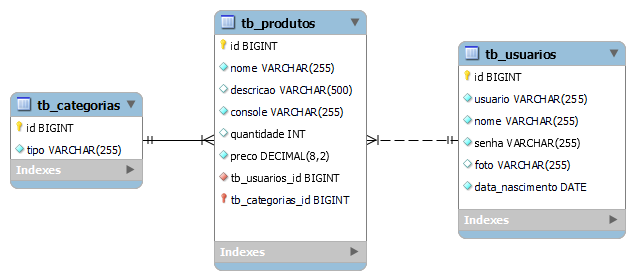 tb_categorias
id BIGINT
tipo VARCHAR(255)
Indexes
tb_produtos
id BIGINT
nome VARCHAR(255)
descricao VARCHAR(500)
console VARCHAR(255)
quantidade INT
preco DECIMAL(8,2)
tb_usuarios_id BIGINT
tb_categorias_id BIGINT
Indexes
tb_usuarios
id BIGINT
usuario VARCHAR(255)
nome VARCHAR(255)
senha VARCHAR(255)
foto VARCHAR(255)
data_nascimento DATE
Indexes